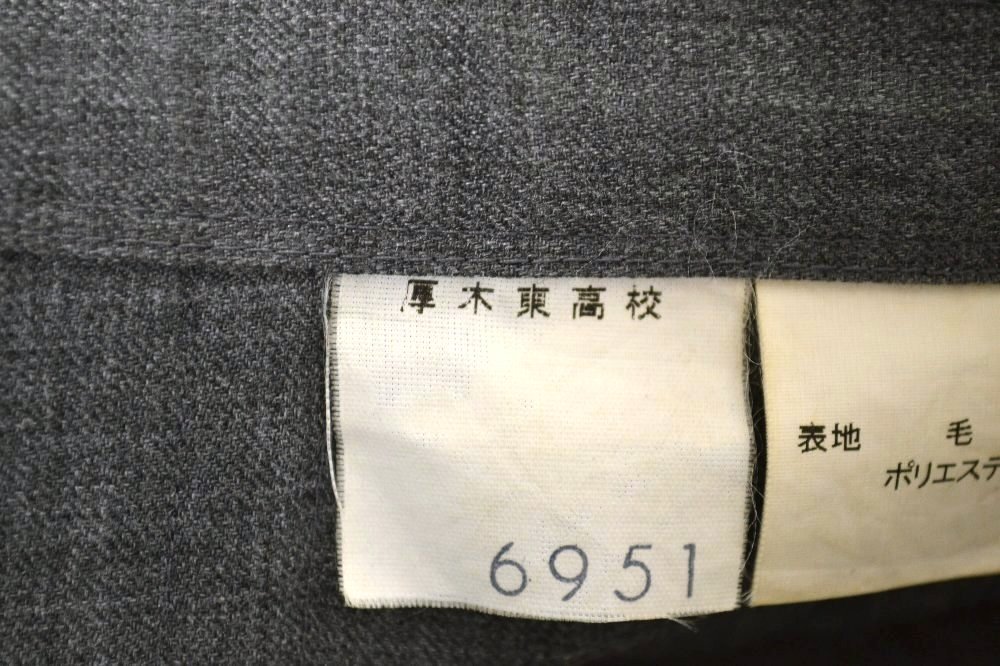 厚木東高校
6951
表地 毛
ポリエステ